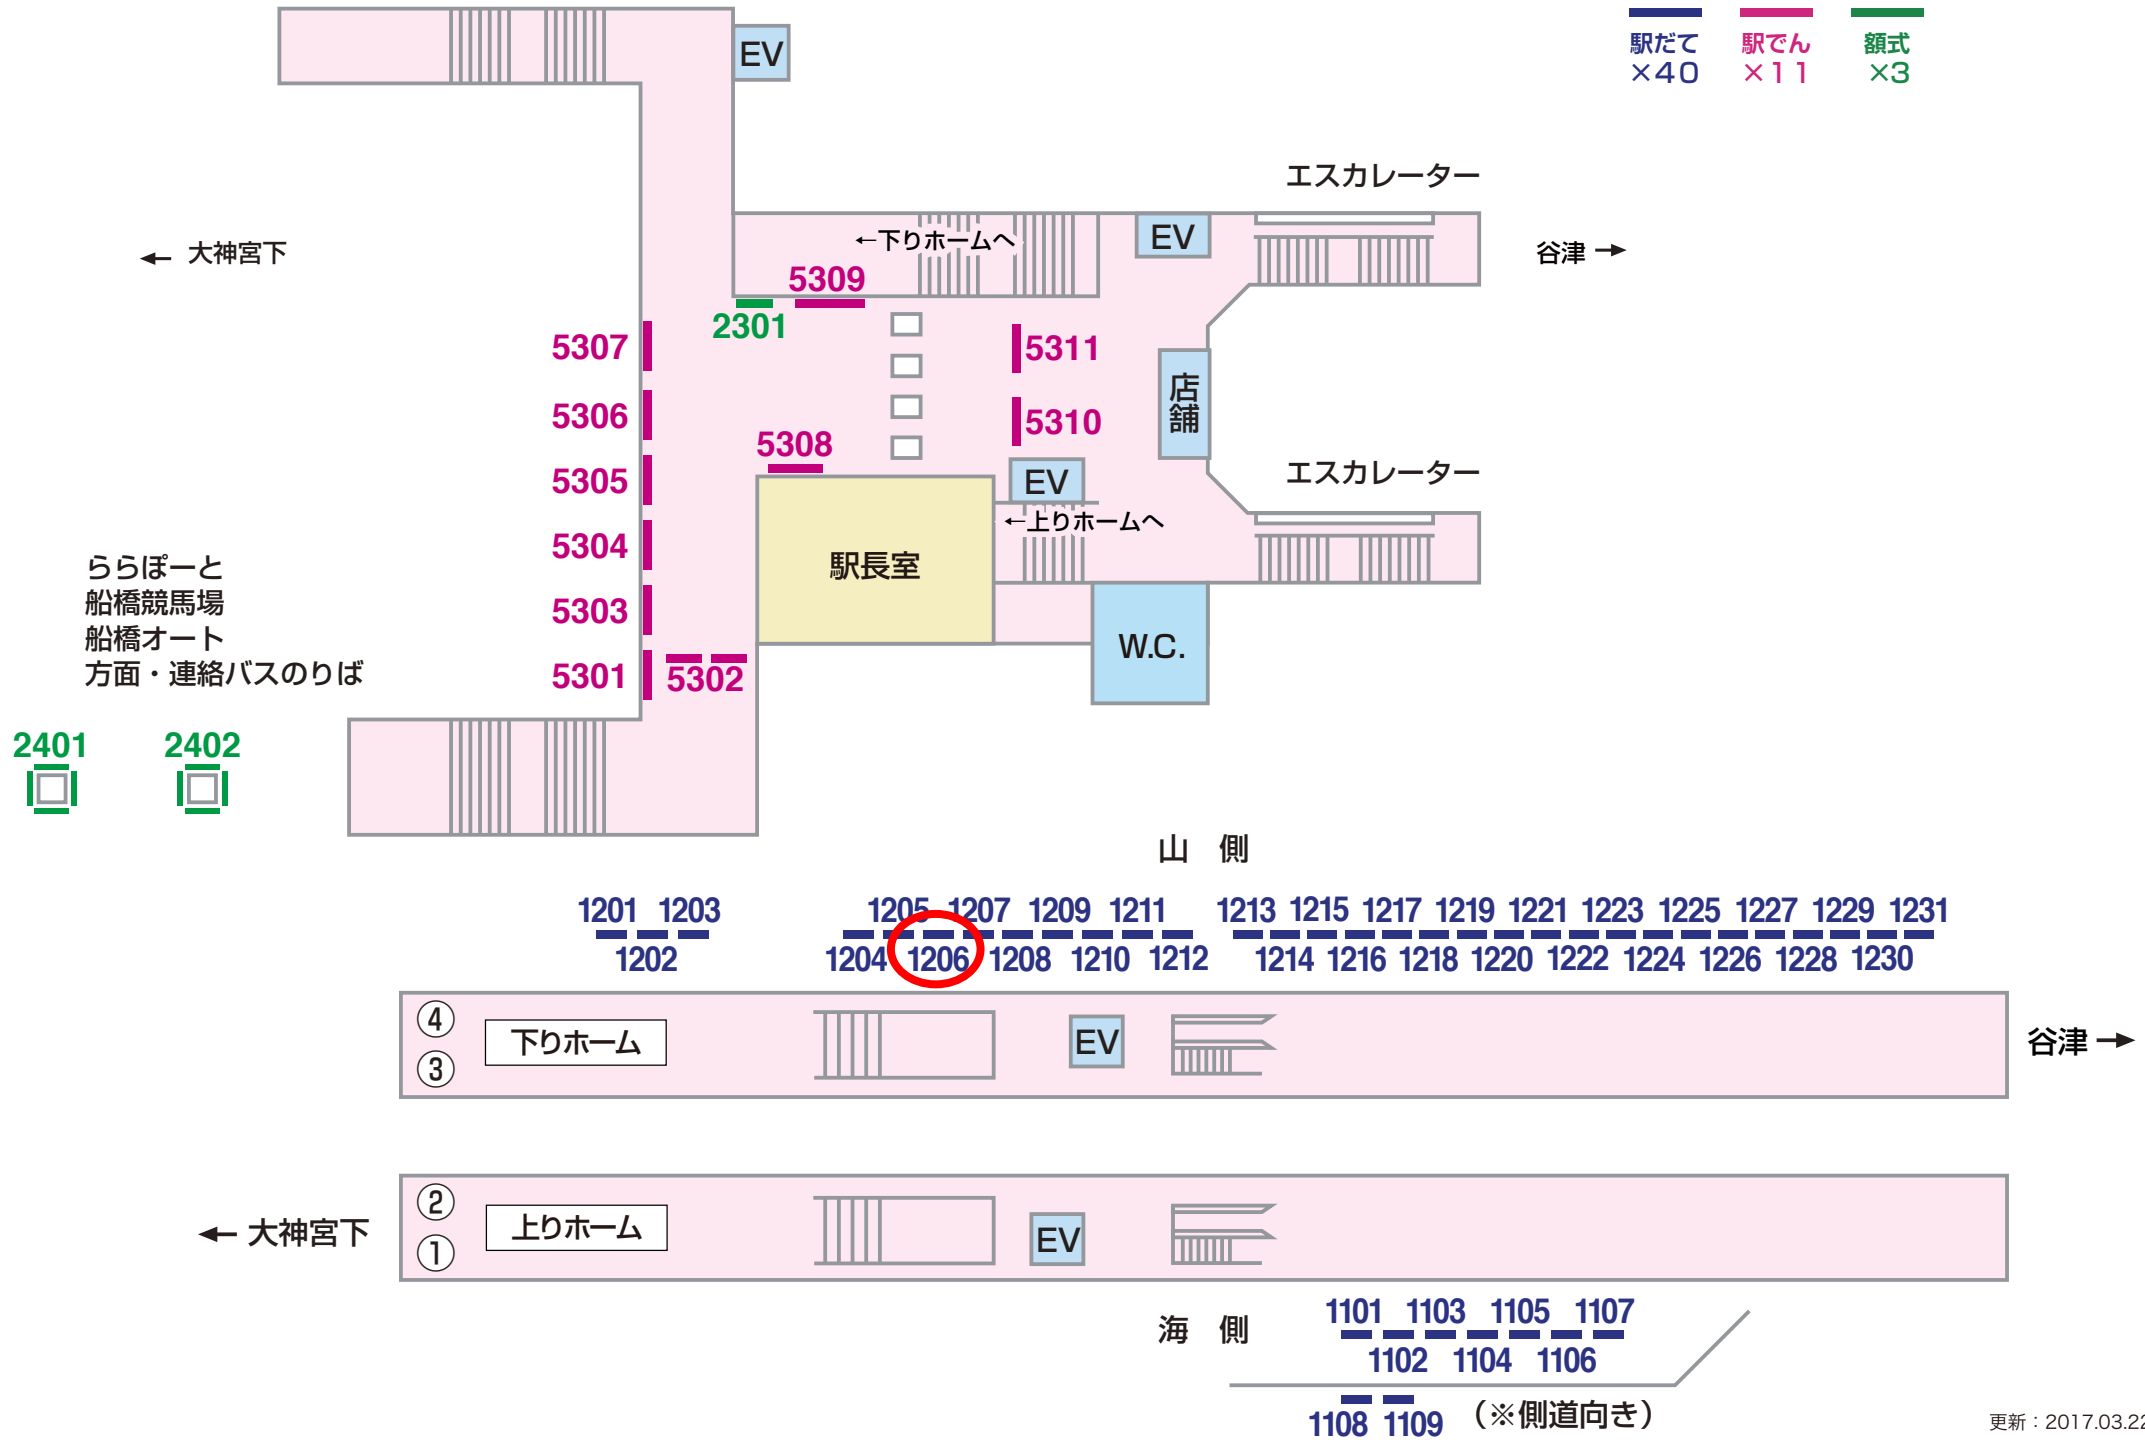 駅だて 駅でん 額式
×40 ×11 ×3
EV
エスカレーター
←下りホームへ
EV
← 大神宮下
谷津 →
5309
2301
5307
5311
店舗
5306
5310
5308
5305
EV
エスカレーター
←上りホームへ
5304
駅長室
ららぽーと
船橋競馬場
船橋オート
方面・連絡バスのりば
5303
W.C.
5301
5302
2401 2402
山 側
1201 1203 1205 1207 1209 1211 1213 1215 1217 1219 1221 1223 1225 1227 1229 1231
1202 1204 1206 1208 1210 1212 1214 1216 1218 1220 1222 1224 1226 1228 1230
④
下りホーム
EV
谷津 →
③
②
上りホーム
EV
← 大神宮下
①
海 側
1101 1103 1105 1107
1102 1104 1106
1108 1109 (※側道向き)
更新:2017.03.22